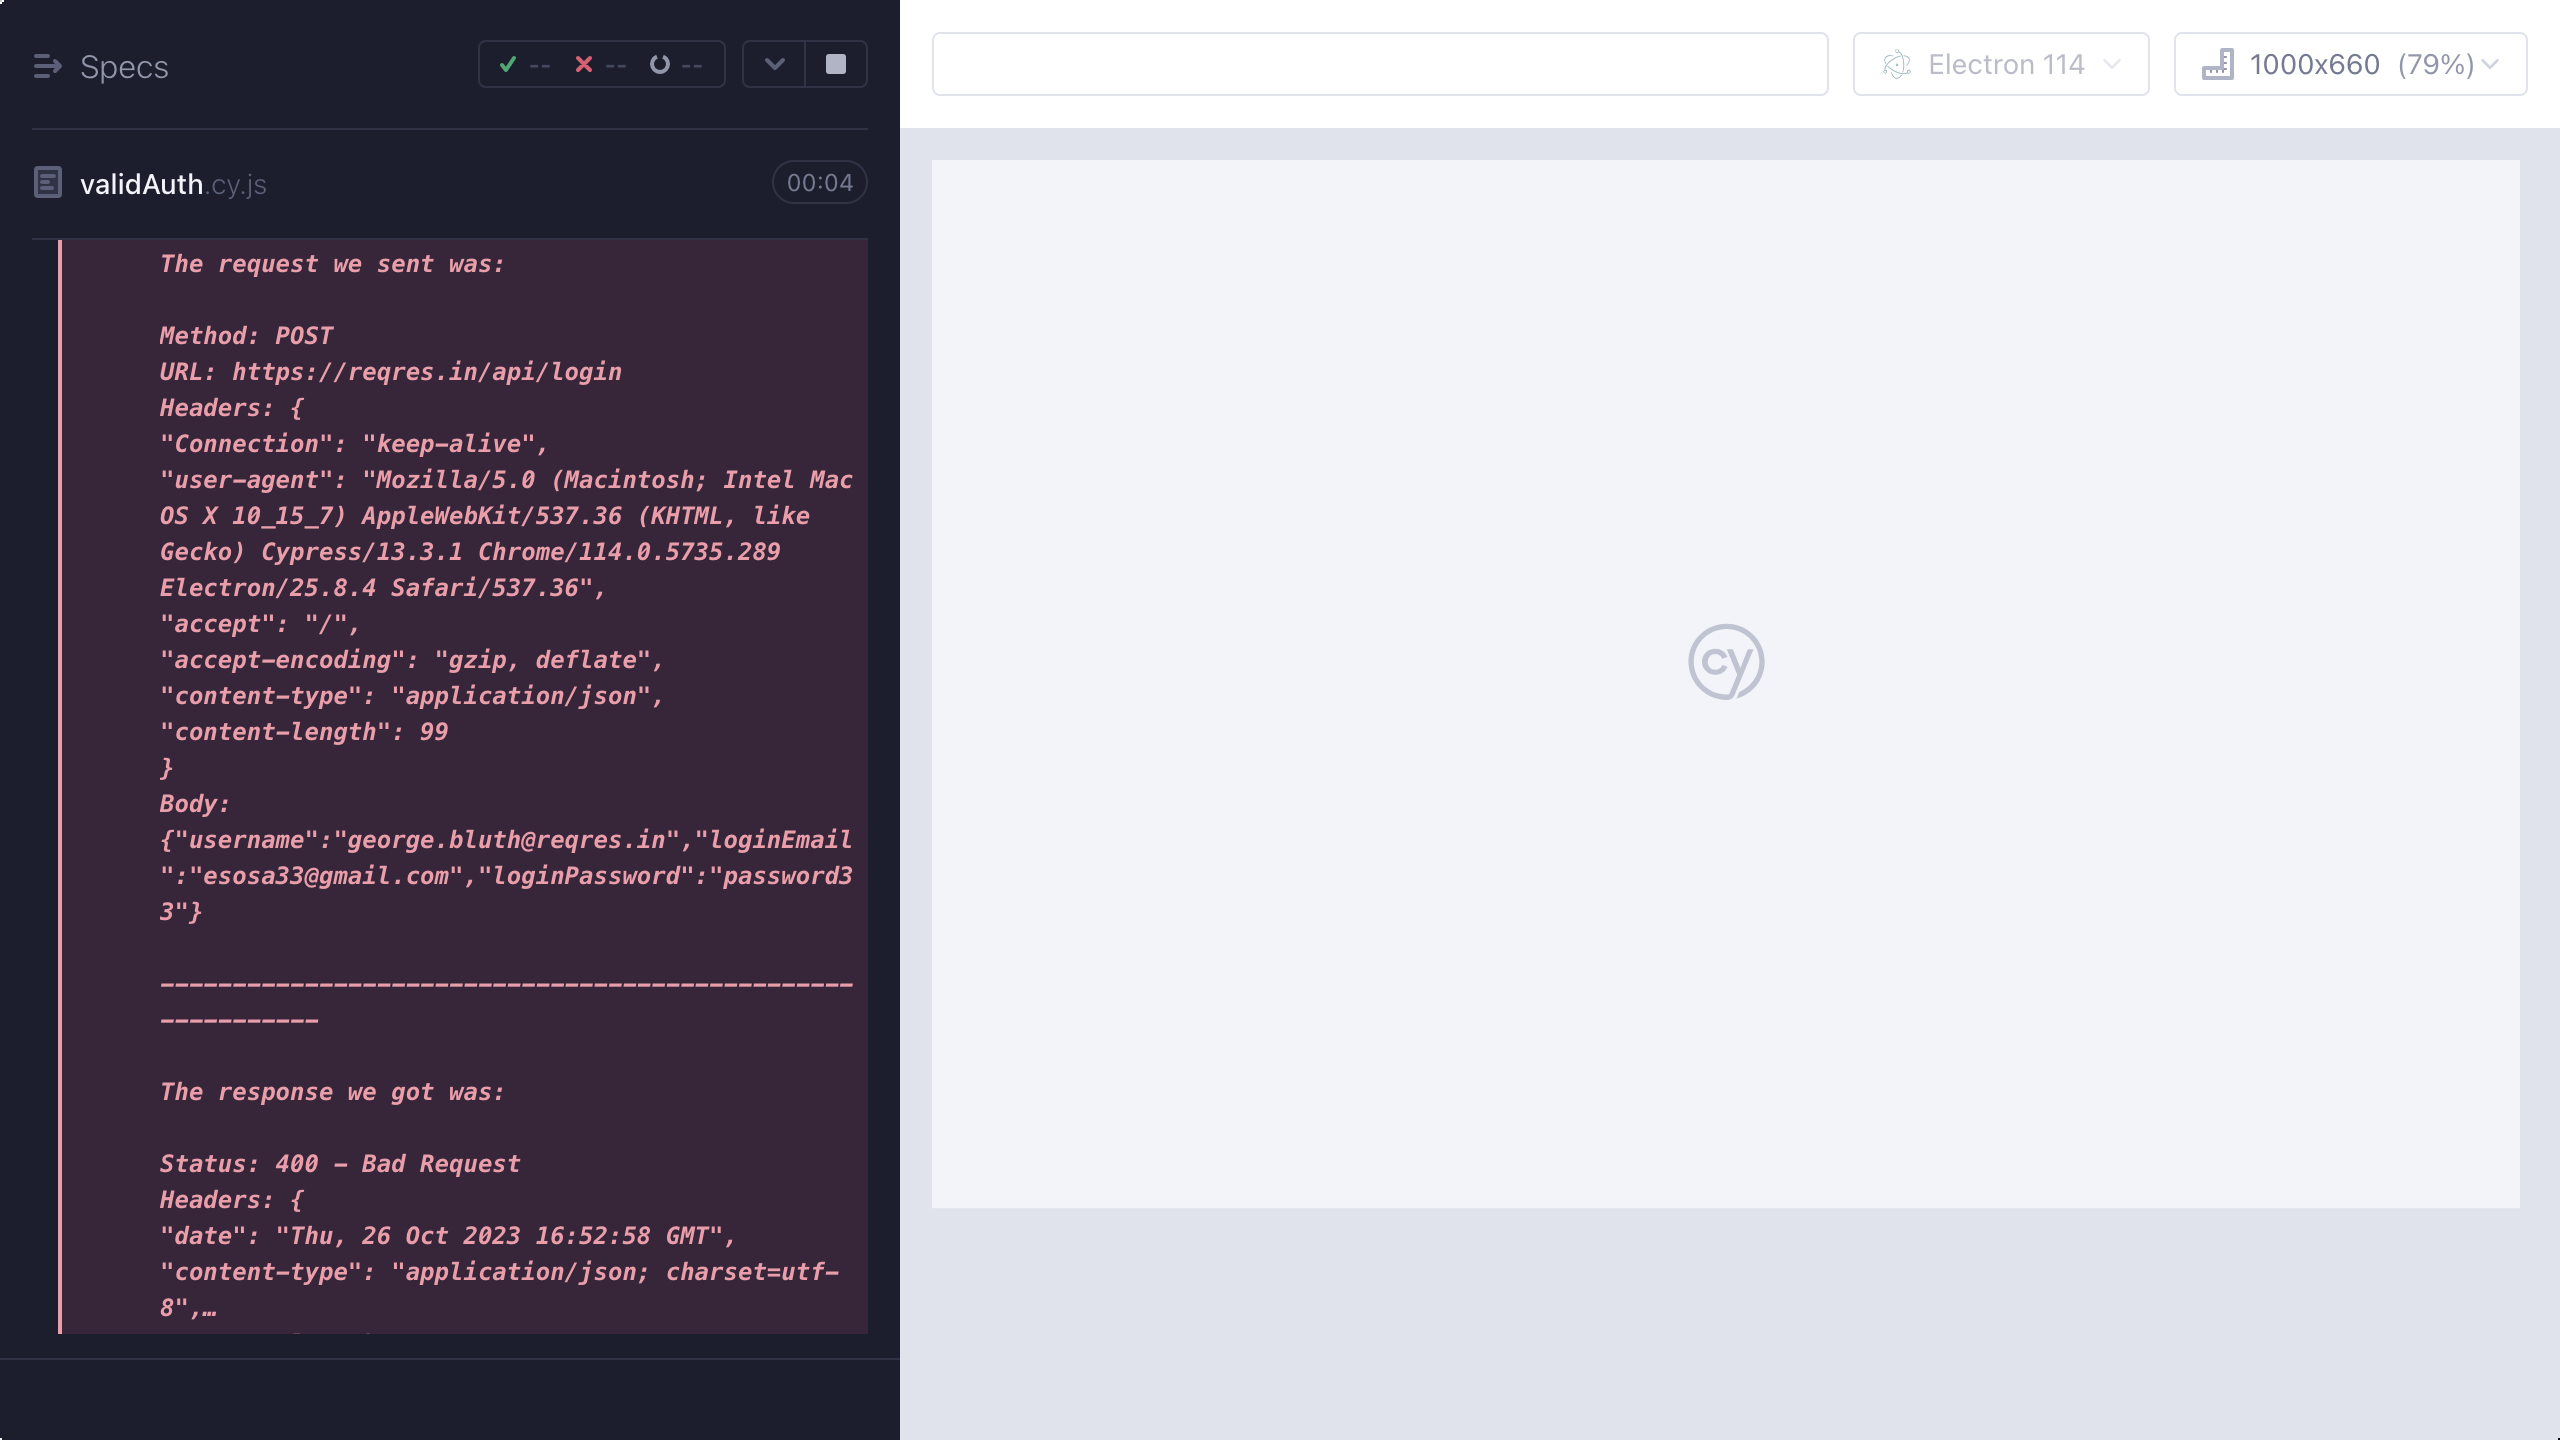 Specs
--
--
--
Electron 114
1000x660 (79%)
validAuth.cy.js
00:04
The request we sent was:
Method: POST
URL: https://reqres.in/api/login
Headers: {
"Connection": "keep-alive",
"user-agent": "Mozilla/5.0 (Macintosh; Intel Mac
OS X 10_15_7) AppleWebKit/537.36 (KHTML, like
Gecko) Cypress/13.3.1 Chrome/114.0.5735.289
Electron/25.8.4 Safari/537.36",
"accept": "/",
"accept-encoding": "gzip, deflate",
"content-type": "application/json",
"content-length": 99
}
Body:
{"username":"george.bluth@reqres.in","loginEmail
":"esosa33@gmail.com","loginPassword":"password3
3"}
------------------------------------------------
-----------
The response we got was:
Status: 400 - Bad Request
Headers: {
"date": "Thu, 26 Oct 2023 16:52:58 GMT",
"content-type": "application/json; charset=utf-
8",…
cy